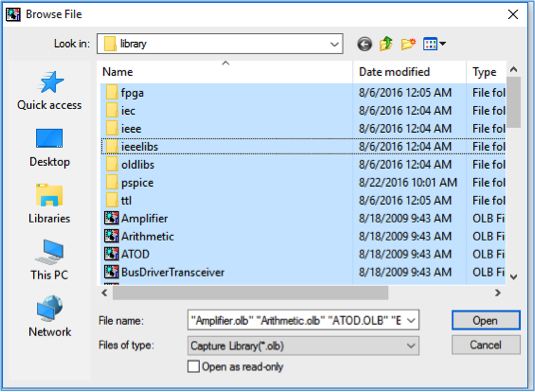 Browse File
Look in: library
Name Date modified Type
fpga 8/6/2016 12:05 AM File fol
iec 8/6/2016 12:04 AM File fol
ieee 8/6/2016 12:04 AM File fol
ieeelibs 8/6/2016 12:04 AM File fol
oldlibs 8/6/2016 12:04 AM File fol
pspice 8/22/2016 10:01 AM File fol
ttl 8/6/2016 12:05 AM File fol
Amplifier 8/18/2009 9:43 AM OLB Fi
Arithmetic 8/18/2009 9:43 AM OLB Fi
ATOD 8/18/2009 9:43 AM OLB Fi
BusDriverTransceiver 8/18/2009 9:43 AM OLB Fi
Quick access
Desktop
Libraries
This PC
Network
File name: "Amplifier.olb" "Arithmetic.olb" "ATOD.OLB" "E Open
Files of type: Capture Library(*.olb) Cancel
Open as read-only